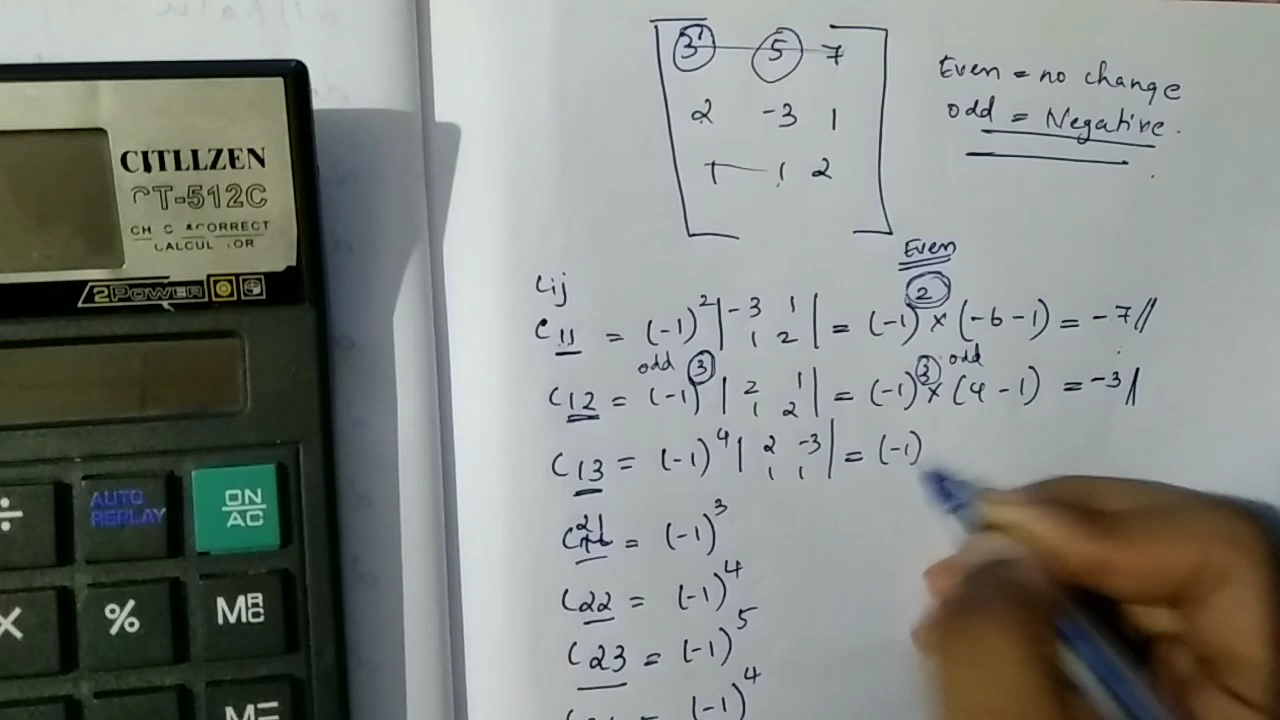 CITLLZEN
CT-512C
CH C &CORRECT
CALCUL OR
2POWER
AUTO
REPLAY
ON
AC
÷
×
%
3 5 7
2 -3 1
1 1 2
Even = no change
odd = Negative.
Even
Cij
C11 = (-1)² | -3 1 | = (-1)² × (-6 - 1) = -7//
1 2
odd odd
C12 = (-1)³ | 2 1 | = (-1)³ × (4 - 1) = -3/
1 2
C13 = (-1)⁴ | 2 -3 | = (-1)
1 1
C21 = (-1)³
C22 = (-1)⁴
C23 = (-1)⁵
= (-1)⁴